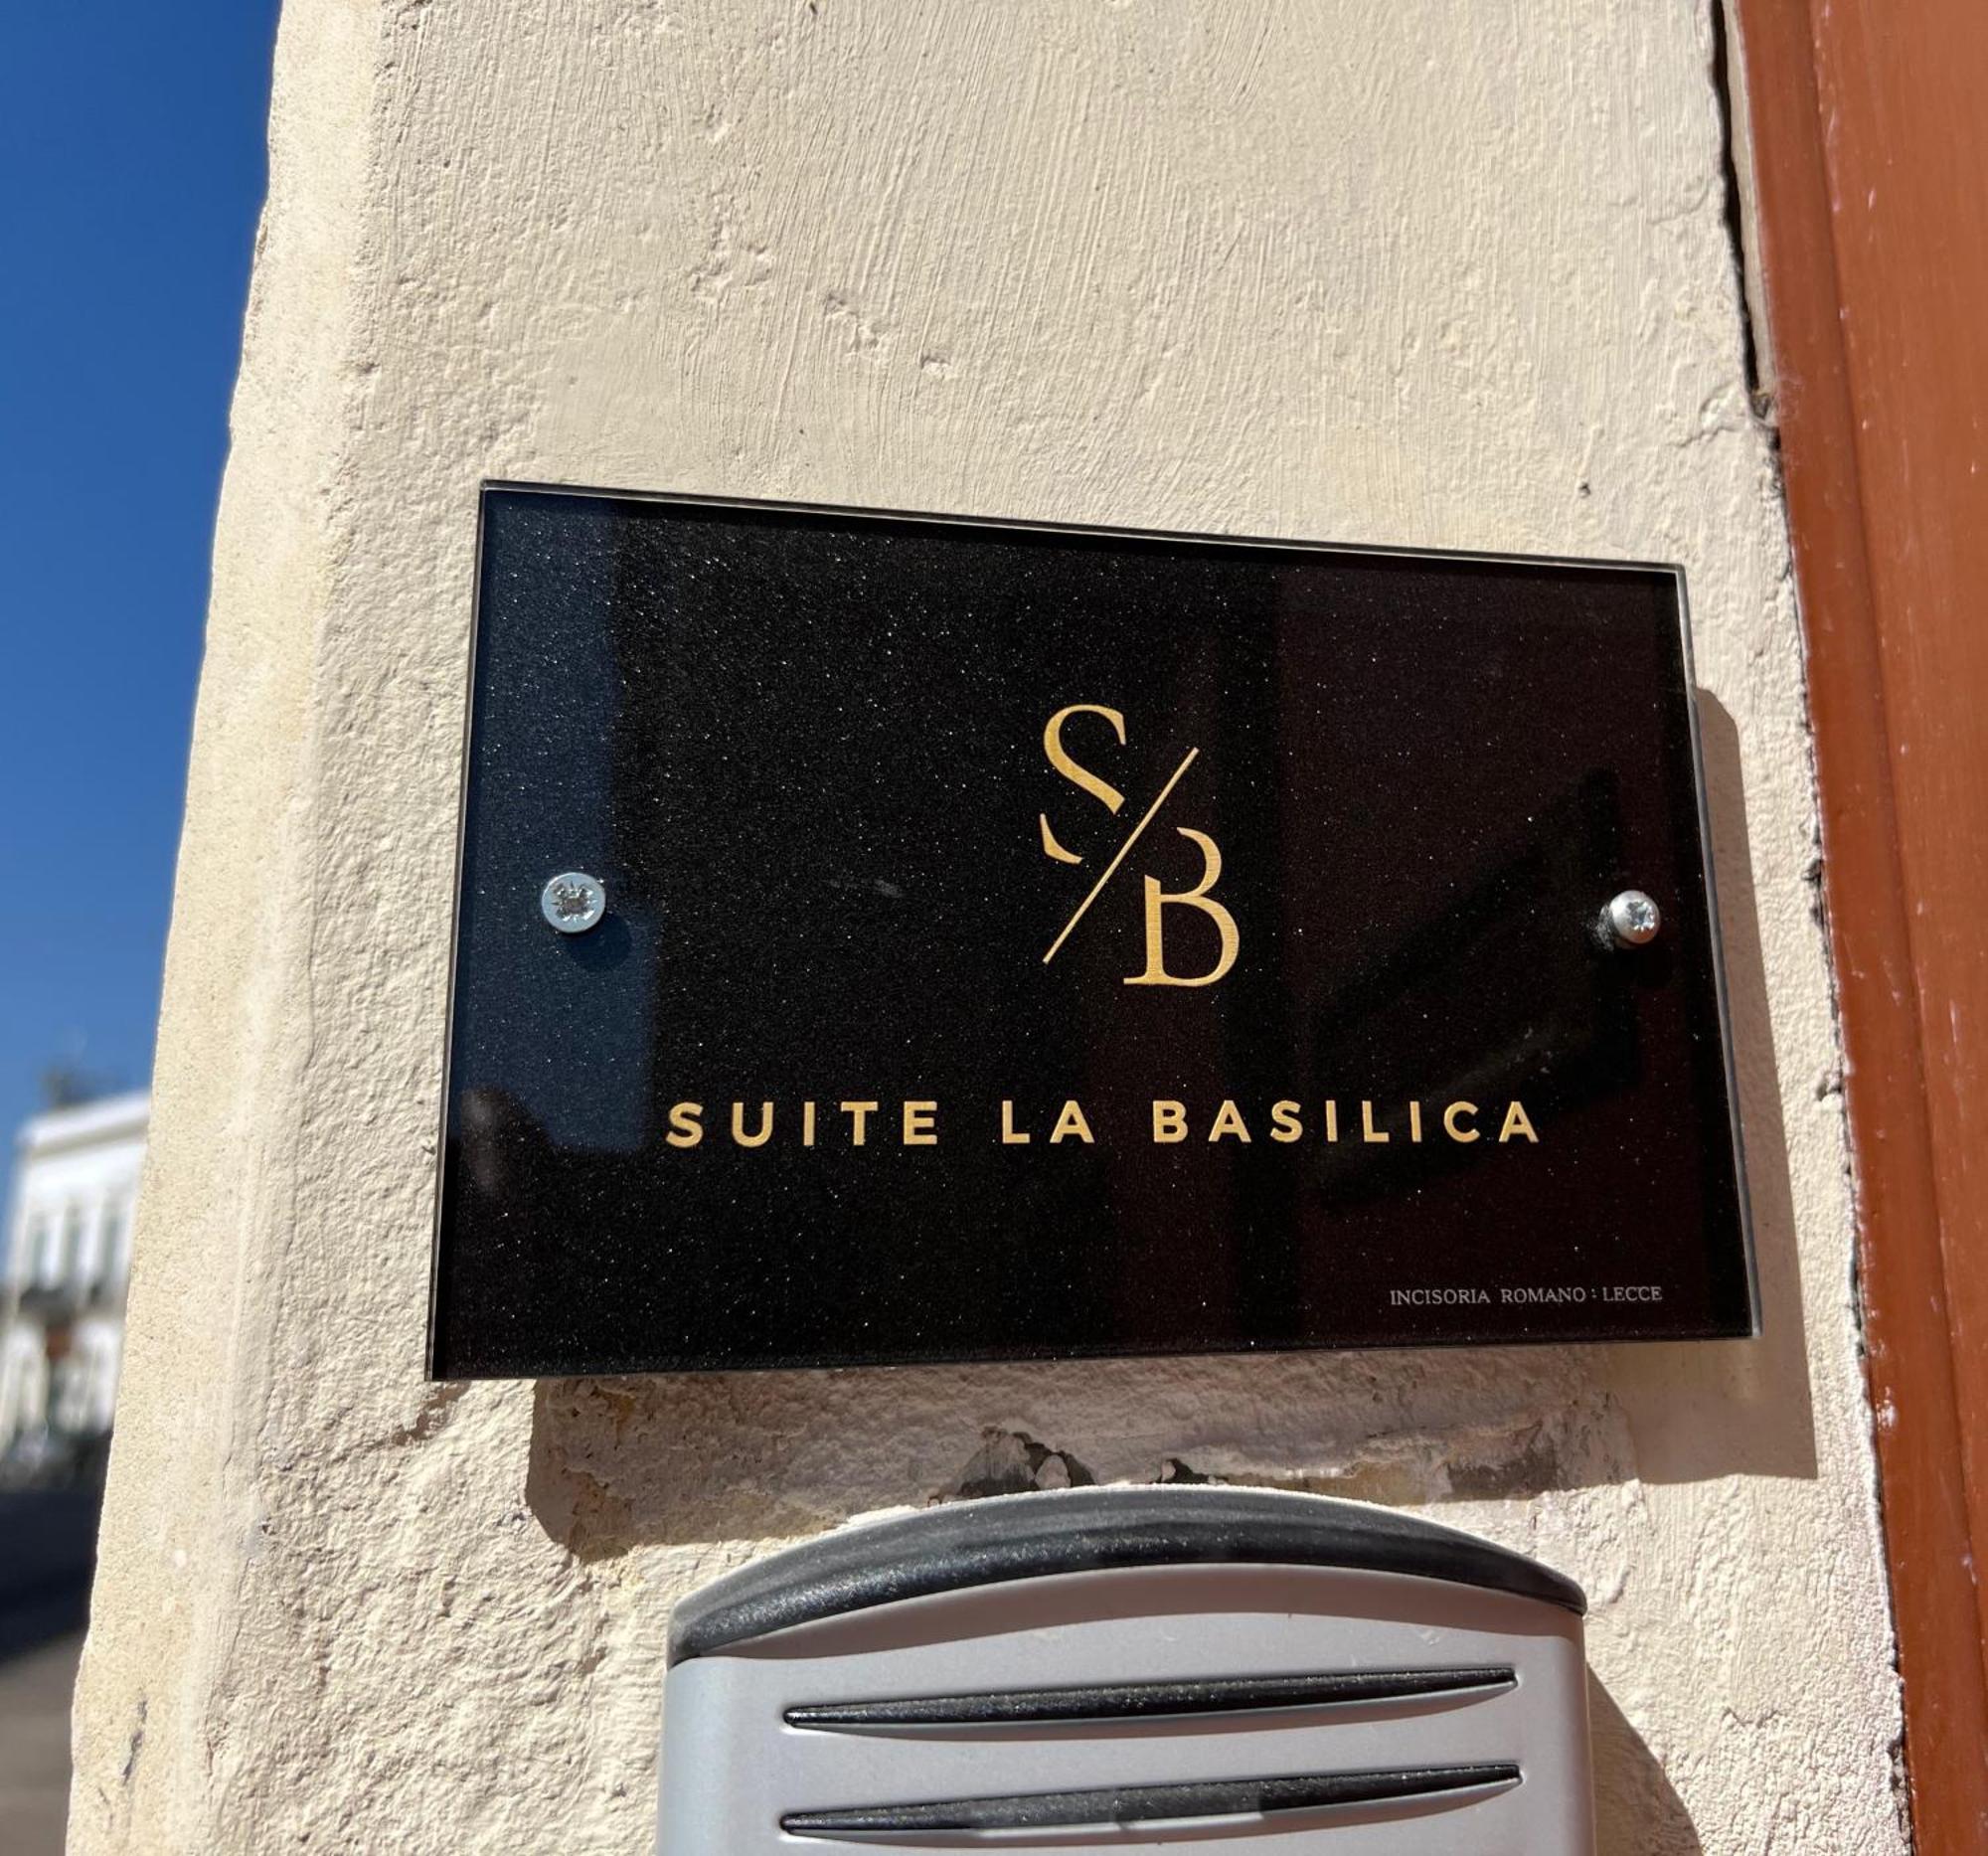 S/B
SUITE LA BASILICA
INCISORIA ROMANO : LECCE